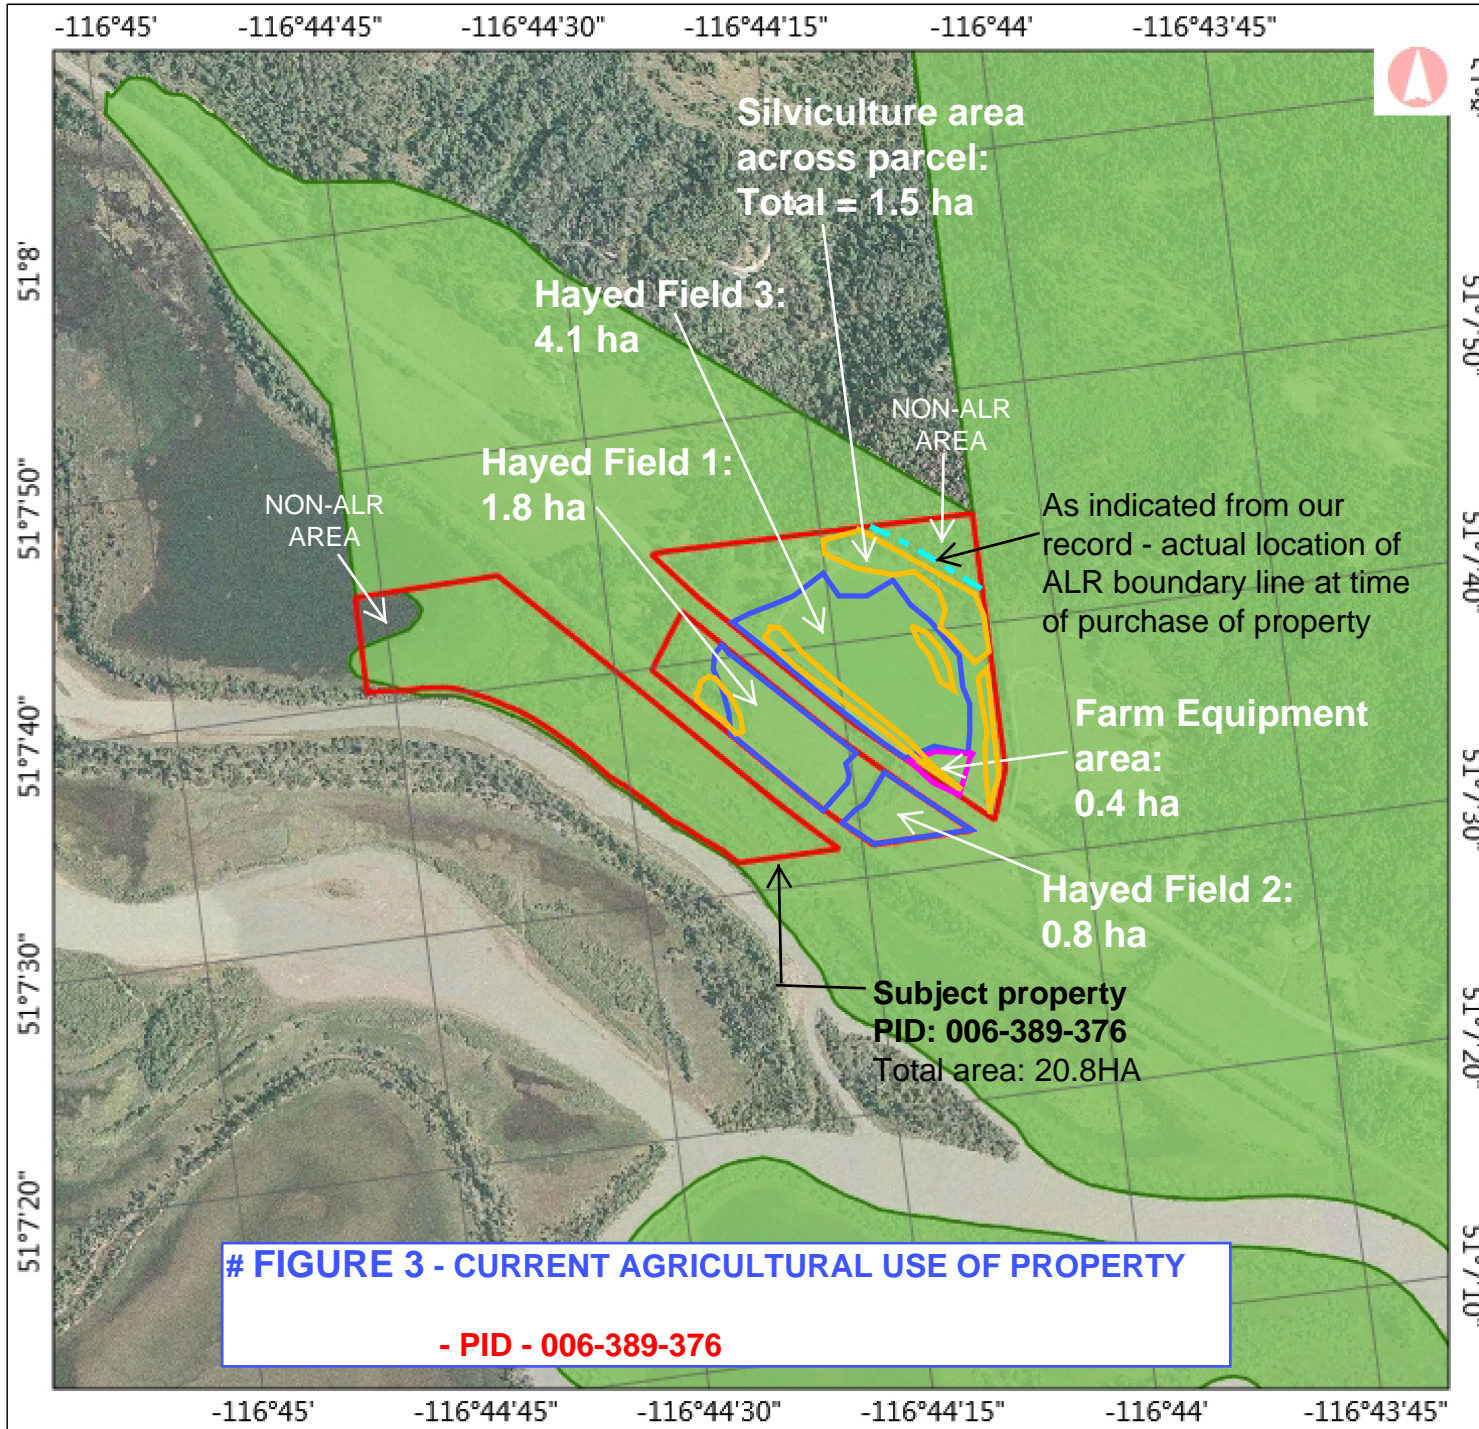 -116°45' -116°44'45" -116°44'30" -116°44'15" -116°44' -116°43'45"
Silviculture area
across parcel:
Total = 1.5 ha
51°8'
Hayed Field 3:
4.1 ha
51°7'50"
NON-ALR
AREA
Hayed Field 1:
1.8 ha
51°7'50"
NON-ALR
AREA
As indicated from our
record - actual location of
ALR boundary line at time
of purchase of property
51°7'40"
51°7'40"
Farm Equipment
area:
0.4 ha
51°7'30"
Hayed Field 2:
0.8 ha
51°7'30"
Subject property
PID: 006-389-376
Total area: 20.8HA
51°7'20"
51°7'20"
# FIGURE 3 - CURRENT AGRICULTURAL USE OF PROPERTY
- PID - 006-389-376
51°7'10"
-116°45' -116°44'45" -116°44'30" -116°44'15" -116°44' -116°43'45"